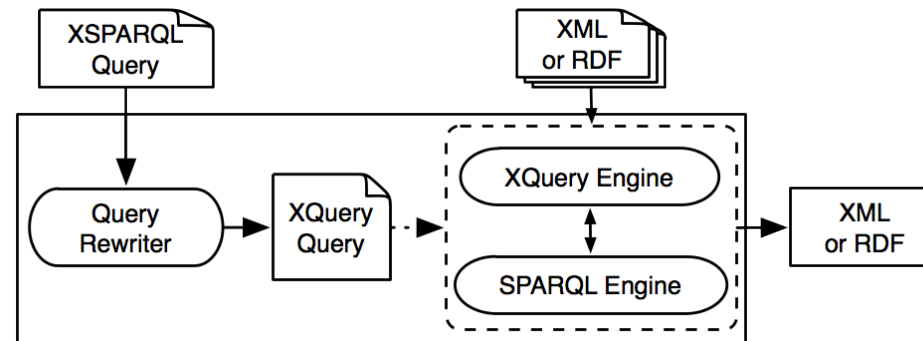 XSPARQL
Query
XML
or RDF
Query
Rewriter
XQuery
Query
XQuery Engine
SPARQL Engine
XML
or RDF